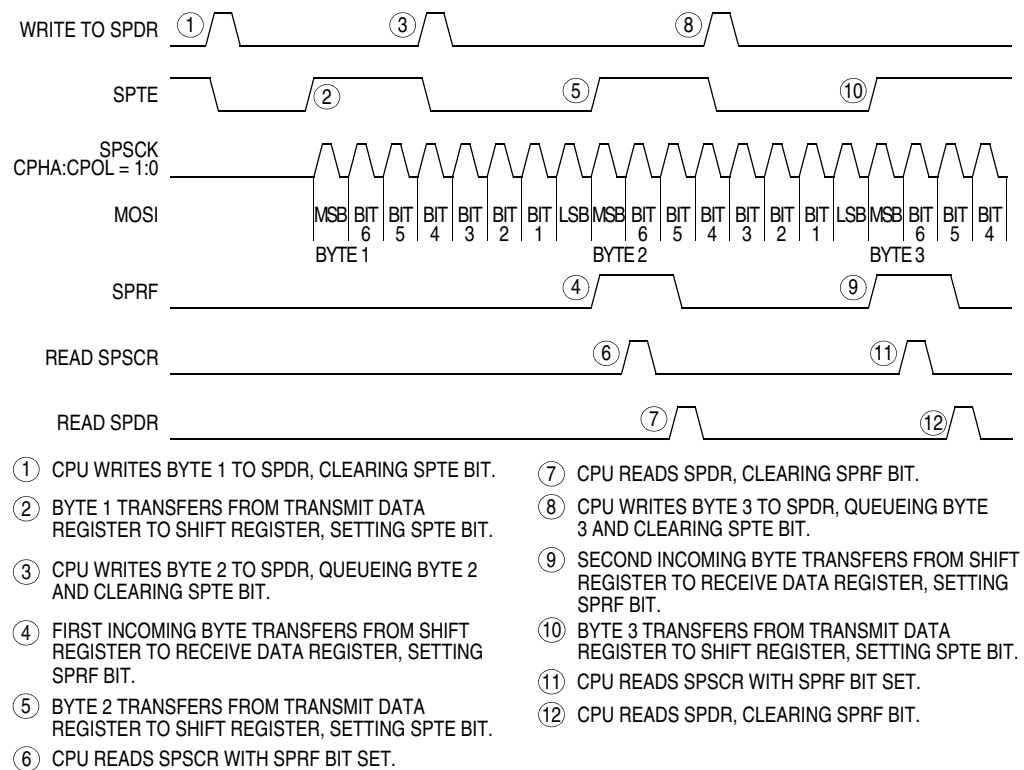 WRITE TO SPDR
1
3
8
SPTE
2
5
10
SPSCK
CPHA:CPOL = 1:0
MOSI
MSB BIT BIT BIT BIT BIT BIT LSB MSB BIT BIT BIT BIT BIT BIT LSB MSB BIT BIT BIT
6 5 4 3 2 1 6 5 4 3 2 1 6 5 4
BYTE 1 BYTE 2 BYTE 3
SPRF
4
9
READ SPSCR
6
11
READ SPDR
7
12
1 CPU WRITES BYTE 1 TO SPDR, CLEARING SPTE BIT.
2 BYTE 1 TRANSFERS FROM TRANSMIT DATA
REGISTER TO SHIFT REGISTER, SETTING SPTE BIT.
3 CPU WRITES BYTE 2 TO SPDR, QUEUEING BYTE 2
AND CLEARING SPTE BIT.
4 FIRST INCOMING BYTE TRANSFERS FROM SHIFT
REGISTER TO RECEIVE DATA REGISTER, SETTING
SPRF BIT.
5 BYTE 2 TRANSFERS FROM TRANSMIT DATA
REGISTER TO SHIFT REGISTER, SETTING SPTE BIT.
6 CPU READS SPSCR WITH SPRF BIT SET.
7 CPU READS SPDR, CLEARING SPRF BIT.
8 CPU WRITES BYTE 3 TO SPDR, QUEUEING BYTE
3 AND CLEARING SPTE BIT.
9 SECOND INCOMING BYTE TRANSFERS FROM SHIFT
REGISTER TO RECEIVE DATA REGISTER, SETTING
SPRF BIT.
10 BYTE 3 TRANSFERS FROM TRANSMIT DATA
REGISTER TO SHIFT REGISTER, SETTING SPTE BIT.
11 CPU READS SPSCR WITH SPRF BIT SET.
12 CPU READS SPDR, CLEARING SPRF BIT.